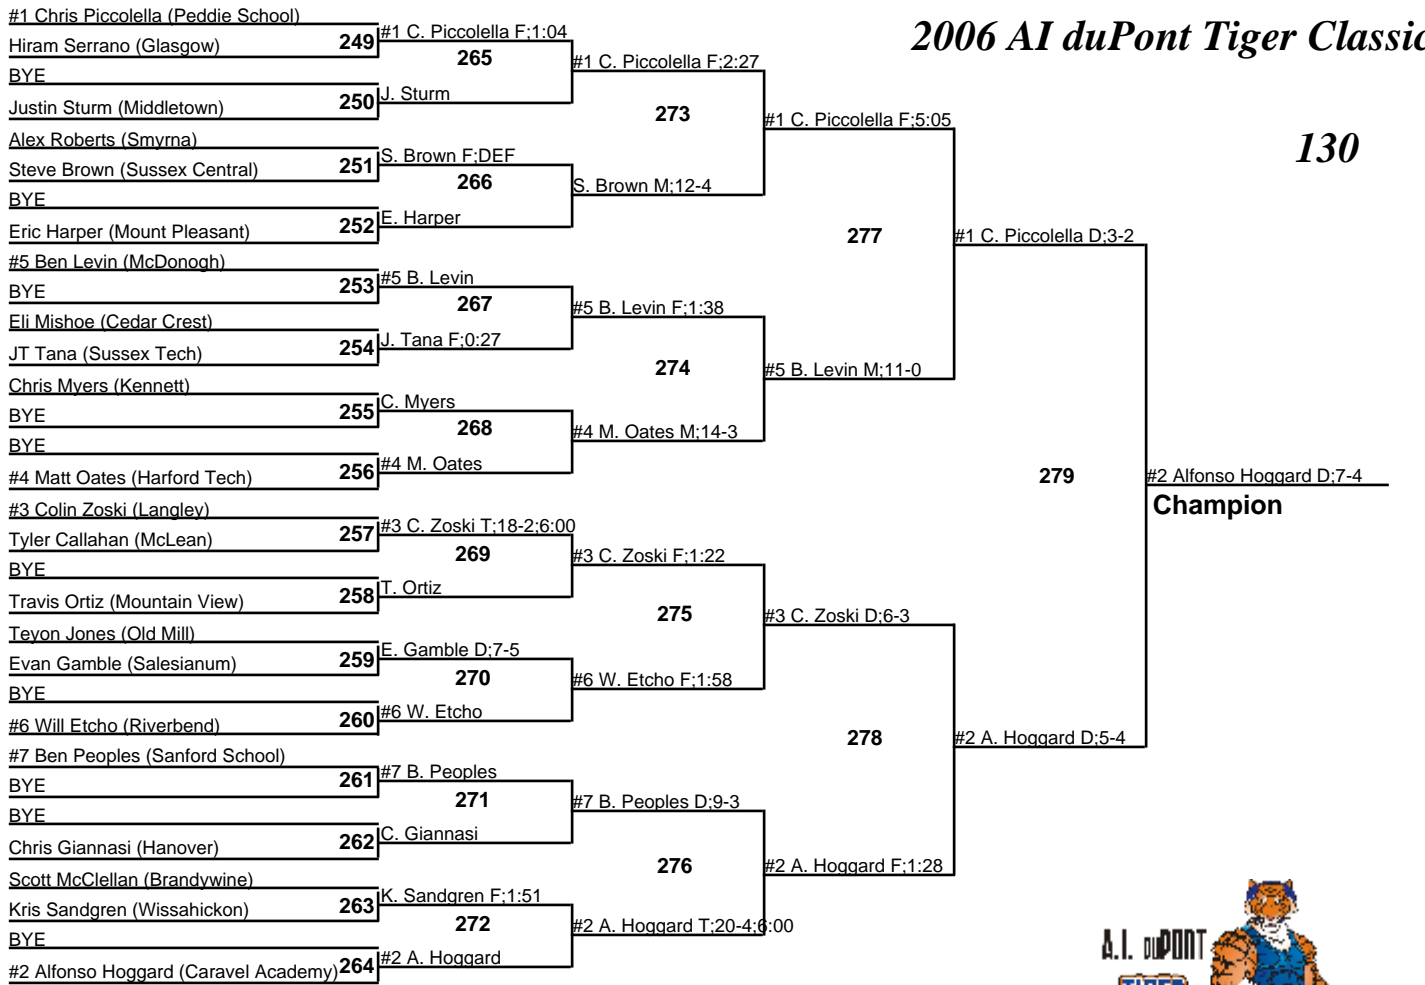 2006 AI duPont Tiger Classic
130
#1 Chris Piccolella (Peddie School)
Hiram Serrano (Glasgow)
BYE
Justin Sturm (Middletown)
Alex Roberts (Smyrna)
Steve Brown (Sussex Central)
BYE
Eric Harper (Mount Pleasant)
#5 Ben Levin (McDonogh)
BYE
Eli Mishoe (Cedar Crest)
JT Tana (Sussex Tech)
Chris Myers (Kennett)
BYE
BYE
#4 Matt Oates (Harford Tech)
#3 Colin Zoski (Langley)
Tyler Callahan (McLean)
BYE
Travis Ortiz (Mountain View)
Teyon Jones (Old Mill)
Evan Gamble (Salesianum)
BYE
#6 Will Etcho (Riverbend)
#7 Ben Peoples (Sanford School)
BYE
BYE
Chris Giannasi (Hanover)
Scott McClellan (Brandywine)
Kris Sandgren (Wissahickon)
BYE
#2 Alfonso Hoggard (Caravel Academy)
249
250
251
252
253
254
255
256
257
258
259
260
261
262
263
264
#1 C. Piccolella F;1:04
265
J. Sturm
S. Brown F;DEF
266
E. Harper
#5 B. Levin
267
J. Tana F;0:27
C. Myers
268
#4 M. Oates
#3 C. Zoski T;18-2;6:00
269
T. Ortiz
E. Gamble D;7-5
270
#6 W. Etcho
#7 B. Peoples
271
C. Giannasi
K. Sandgren F;1:51
272
#2 A. Hoggard
#1 C. Piccolella F;2:27
273
S. Brown M;12-4
#5 B. Levin F;1:38
274
#4 M. Oates M;14-3
#3 C. Zoski F;1:22
275
#6 W. Etcho F;1:58
#7 B. Peoples D;9-3
276
#2 A. Hoggard T;20-4;6:00
#1 C. Piccolella F;5:05
277
#5 B. Levin M;11-0
#3 C. Zoski D;6-3
278
#2 A. Hoggard F;1:28
#1 C. Piccolella D;3-2
279
#2 A. Hoggard D;5-4
#2 Alfonso Hoggard D;7-4
Champion
A.I. duPONT
TIGER